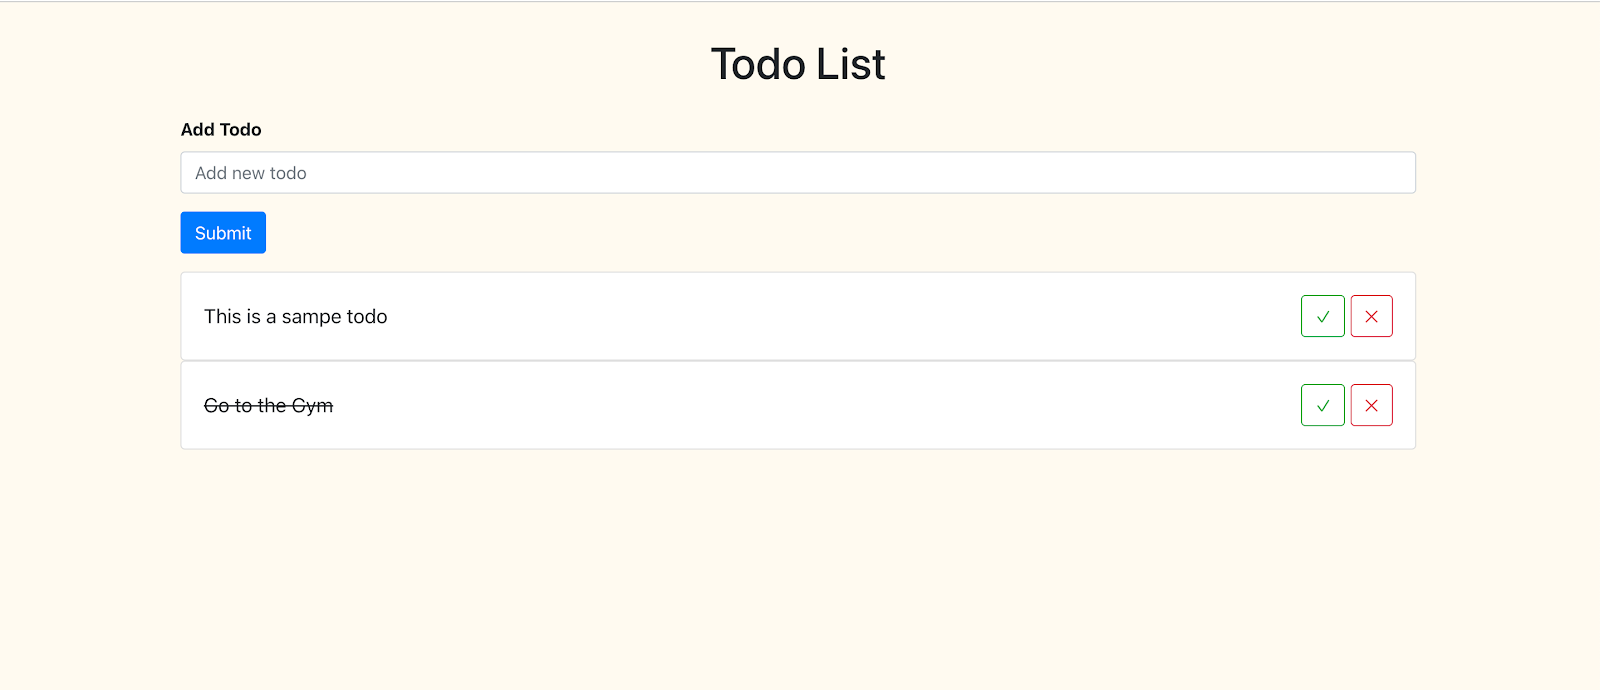 Todo List
Add Todo
Add new todo
Submit
This is a sampe todo
✓ ✕
Go to the Gym
✓ ✕